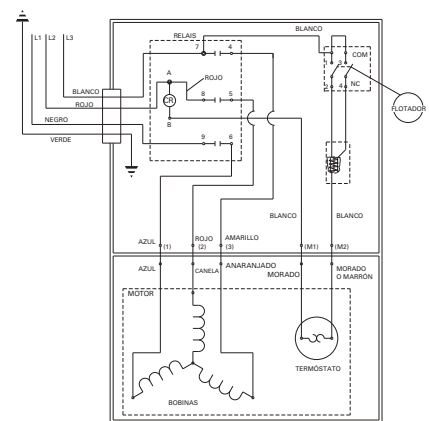 BLANCO
RELAIS
L1 L2 L3
7 4
COM
1 3
A
ROJO
NC
BLANCO
CR
8 5
2 4
ROJO
FLOTADOR
B
NEGRO
9 6
VERDE
BLANCO
BLANCO
AZUL (1)
ROJO (2)
AMARILLO (3)
(M1)
(M2)
AZUL
CANELA
ANARANJADO
MORADO
MORADO
O MARRÓN
MOTOR
TERMÓSTATO
BOBINAS